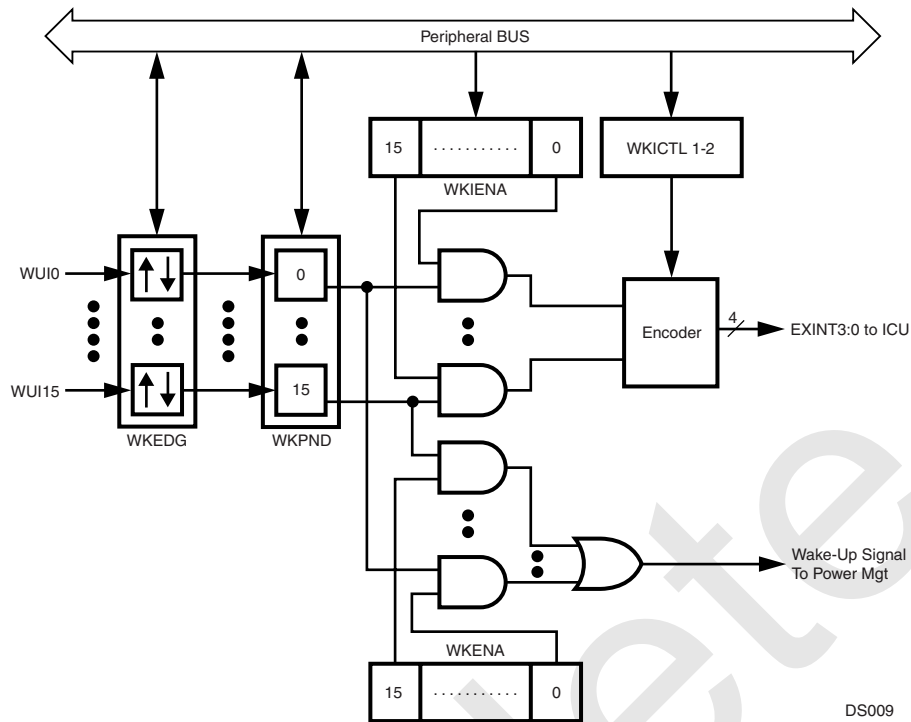 Peripheral BUS
15 ........... 0
WKIENA
WKICTL 1-2
WUI0
0
Encoder
4
EXINT3:0 to ICU
WUI15
15
WKEDG
WKPND
Wake-Up Signal
To Power Mgt
WKENA
15 ........... 0
DS009
lete